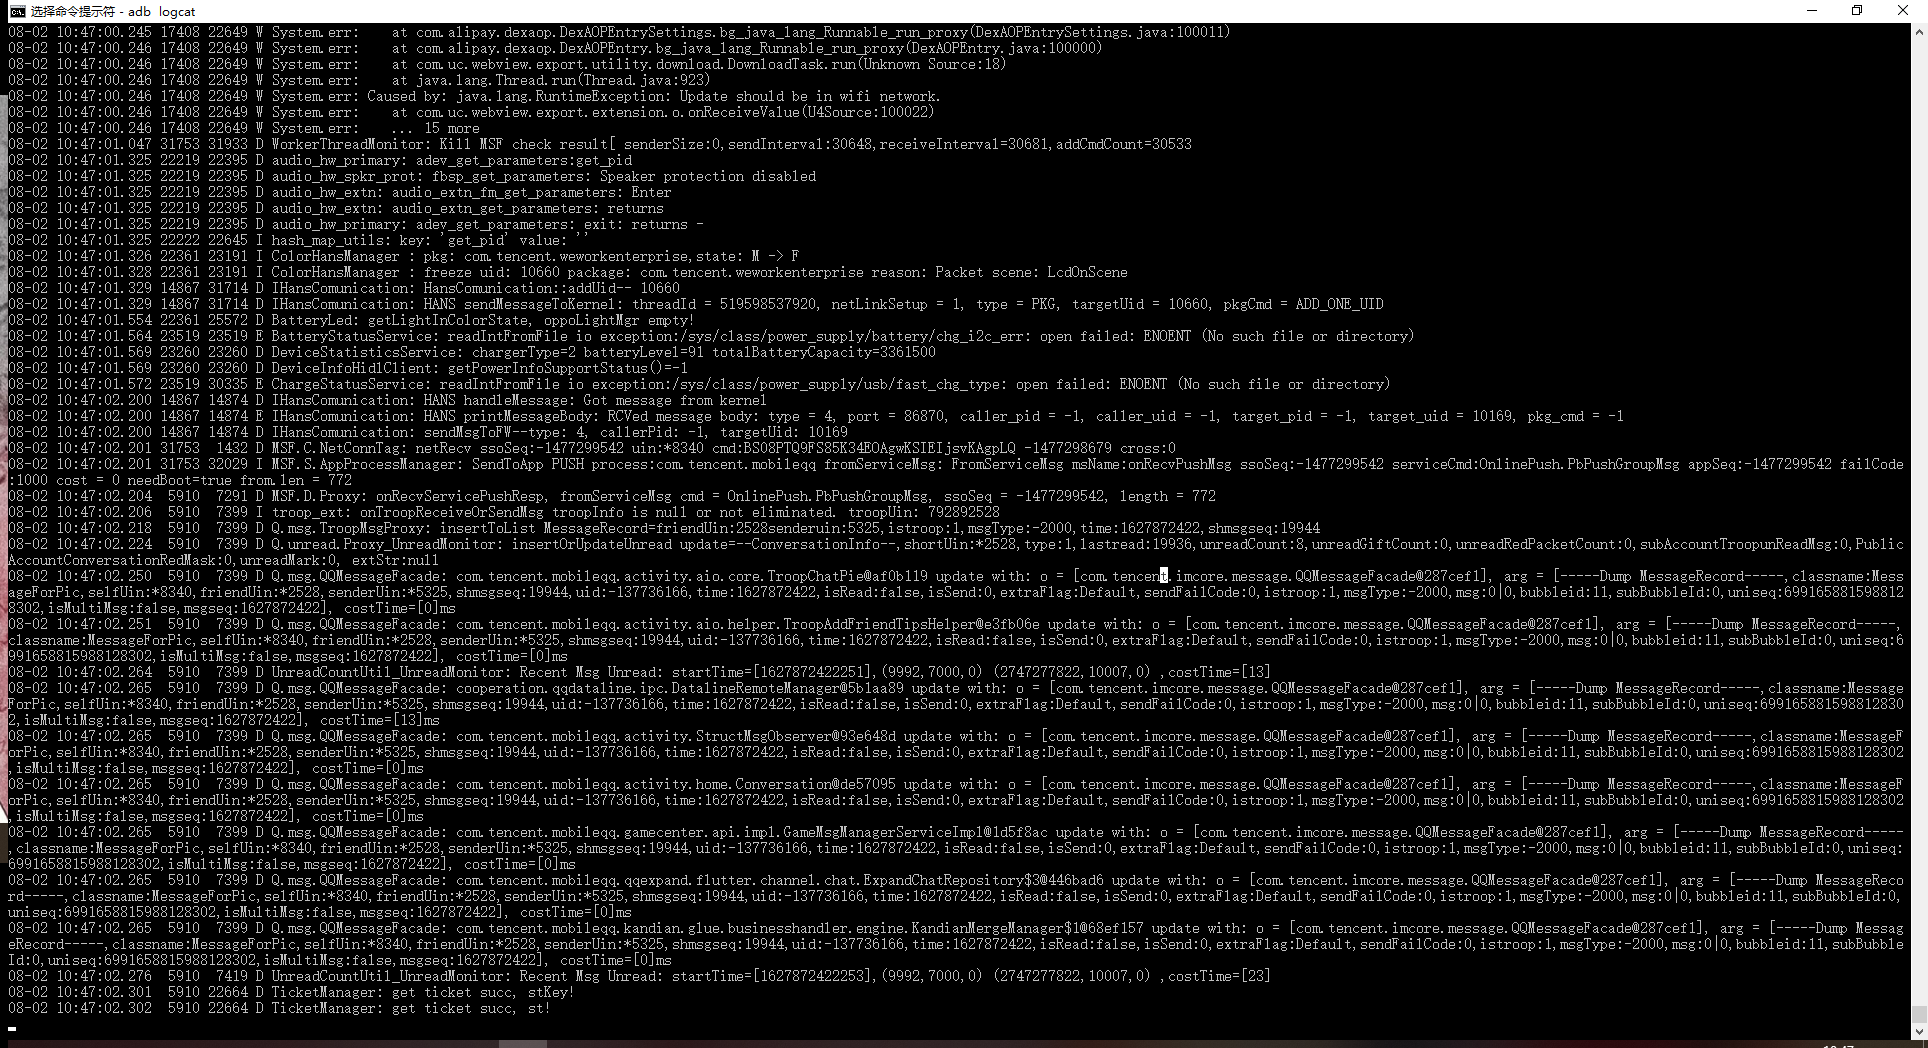 选择命令提示符 - adb  logcat
08-02 10:47:00.245 17408 22649 W System.err:    at com.alipay.dexaop.DexAOPEntrySettings.bg_java_lang_Runnable_run_proxy(DexAOPEntrySettings.java:100011)
08-02 10:47:00.246 17408 22649 W System.err:    at com.alipay.dexaop.DexAOPEntry.bg_java_lang_Runnable_run_proxy(DexAOPEntry.java:100000)
08-02 10:47:00.246 17408 22649 W System.err:    at com.uc.webview.export.utility.download.DownloadTask.run(Unknown Source:18)
08-02 10:47:00.246 17408 22649 W System.err:    at java.lang.Thread.run(Thread.java:923)
08-02 10:47:00.246 17408 22649 W System.err: Caused by: java.lang.RuntimeException: Update should be in wifi network.
08-02 10:47:00.246 17408 22649 W System.err:    at com.uc.webview.export.extension.o.onReceiveValue(U4Source:100022)
08-02 10:47:00.246 17408 22649 W System.err:    ... 15 more
08-02 10:47:01.047 31753 31933 D WorkerThreadMonitor: Kill MSF check result[ senderSize:0,sendInterval:30648,receiveInterval=30681,addCmdCount=30533
08-02 10:47:01.325 22219 22395 D audio_hw_primary: adev_get_parameters:get_pid
08-02 10:47:01.325 22219 22395 D audio_hw_spkr_prot: fbsp_get_parameters: Speaker protection disabled
08-02 10:47:01.325 22219 22395 D audio_hw_extn: audio_extn_fm_get_parameters: Enter
08-02 10:47:01.325 22219 22395 D audio_hw_extn: audio_extn_get_parameters: returns
08-02 10:47:01.325 22219 22395 D audio_hw_primary: adev_get_parameters: exit: returns -
08-02 10:47:01.325 22222 22645 I hash_map_utils: key: 'get_pid' value: ''
08-02 10:47:01.326 22361 23191 I ColorHansManager : pkg: com.tencent.weworkenterprise,state: M -> F
08-02 10:47:01.328 22361 23191 I ColorHansManager : freeze uid: 10660 package: com.tencent.weworkenterprise reason: Packet scene: LcdOnScene
08-02 10:47:01.329 14867 31714 D IHansComunication: HansComunication::addUid-- 10660
08-02 10:47:01.329 14867 31714 D IHansComunication: HANS sendMessageToKernel: threadId = 519598537920, netLinkSetup = 1, type = PKG, targetUid = 10660, pkgCmd = ADD_ONE_UID
08-02 10:47:01.554 22361 25572 D BatteryLed: getLightInColorState, oppoLightMgr empty!
08-02 10:47:01.564 23519 23519 E BatteryStatusService: readIntFromFile io exception:/sys/class/power_supply/battery/chg_i2c_err: open failed: ENOENT (No such file or directory)
08-02 10:47:01.569 23260 23260 D DeviceStatisticsService: chargerType=2 batteryLevel=91 totalBatteryCapacity=3361500
08-02 10:47:01.569 23260 23260 D DeviceInfoHidlClient: getPowerInfoSupportStatus()=-1
08-02 10:47:01.572 23519 30335 E ChargeStatusService: readIntFromFile io exception:/sys/class/power_supply/usb/fast_chg_type: open failed: ENOENT (No such file or directory)
08-02 10:47:02.200 14867 14874 D IHansComunication: HANS handleMessage: Got message from kernel
08-02 10:47:02.200 14867 14874 E IHansComunication: HANS printMessageBody: RCVed message body: type = 4, port = 86870, caller_pid = -1, caller_uid = -1, target_pid = -1, target_uid = 10169, pkg_cmd = -1
08-02 10:47:02.200 14867 14874 D IHansComunication: sendMsgToFW--type: 4, callerPid: -1, targetUid: 10169
08-02 10:47:02.201 31753  1432 D MSF.C.NetConnTag: netRecv ssoSeq:-1477299542 uin:*8340 cmd:BS08PTQ9FS85K34EOAgwKSIEIjsvKAgpLQ -1477298679 cross:0
08-02 10:47:02.201 31753 32029 I MSF.S.AppProcessManager: SendToApp PUSH process:com.tencent.mobileqq fromServiceMsg: FromServiceMsg msName:onRecvPushMsg ssoSeq:-1477299542 serviceCmd:OnlinePush.PbPushGroupMsg appSeq:-1477299542 failCode
:1000 cost = 0 needBoot=true from.len = 772
08-02 10:47:02.204  5910  7291 D MSF.D.Proxy: onRecvServicePushResp, fromServiceMsg cmd = OnlinePush.PbPushGroupMsg, ssoSeq = -1477299542, length = 772
08-02 10:47:02.206  5910  7399 I troop_ext: onTroopReceiveOrSendMsg troopInfo is null or not eliminated. troopUin: 792892528
08-02 10:47:02.218  5910  7399 D Q.msg.TroopMsgProxy: insertToList MessageRecord=friendUin:2528senderuin:5325,istroop:1,msgType:-2000,time:1627872422,shmsgseq:19944
08-02 10:47:02.224  5910  7399 D Q.unread.Proxy_UnreadMonitor: insertOrUpdateUnread update=--ConversationInfo--,shortUin:*2528,type:1,lastread:19936,unreadCount:8,unreadGiftCount:0,unreadRedPacketCount:0,subAccountTroopunReadMsg:0,Public
AccountConversationRedMask:0,unreadMark:0, extStr:null
08-02 10:47:02.250  5910  7399 D Q.msg.QQMessageFacade: com.tencent.mobileqq.activity.aio.core.TroopChatPie@af0b119 update with: o = [com.tencent.imcore.message.QQMessageFacade@287cef1], arg = [-----Dump MessageRecord-----,classname:Mess
ageForPic,selfUin:*8340,friendUin:*2528,senderUin:*5325,shmsgseq:19944,uid:-137736166,time:1627872422,isRead:false,isSend:0,extraFlag:Default,sendFailCode:0,istroop:1,msgType:-2000,msg:0|0,bubbleid:11,subBubbleId:0,uniseq:69916588159881 2
8302,isMultiMsg:false,msgseq:1627872422], costTime=[0]ms
08-02 10:47:02.251  5910  7399 D Q.msg.QQMessageFacade: com.tencent.mobileqq.activity.aio.helper.TroopAddFriendTipsHelper@e3fb06e update with: o = [com.tencent.imcore.message.QQMessageFacade@287cef1], arg = [-----Dump MessageRecord-----,
classname:MessageForPic,selfUin:*8340,friendUin:*2528,senderUin:*5325,shmsgseq:19944,uid:-137736166,time:1627872422,isRead:false,isSend:0,extraFlag:Default,sendFailCode:0,istroop:1,msgType:-2000,msg:0|0,bubbleid:11,subBubbleId:0,uniseq:6
991658815988128302,isMultiMsg:false,msgseq:1627872422], costTime=[0]ms
08-02 10:47:02.264  5910  7399 D UnreadCountUtil_UnreadMonitor: Recent Msg Unread: startTime=[1627872422251],(9992,7000,0) (2747277822,10007,0) ,costTime=[13]
08-02 10:47:02.265  5910  7399 D Q.msg.QQMessageFacade: cooperation.qqdataline.ipc.DatalineRemoteManager@5b1aa89 update with: o = [com.tencent.imcore.message.QQMessageFacade@287cef1], arg = [-----Dump MessageRecord-----,classname:Message
ForPic,selfUin:*8340,friendUin:*2528,senderUin:*5325,shmsgseq:19944,uid:-137736166,time:1627872422,isRead:false,isSend:0,extraFlag:Default,sendFailCode:0,istroop:1,msgType:-2000,msg:0|0,bubbleid:11,subBubbleId:0,uniseq:699165881598812830
2,isMultiMsg:false,msgseq:1627872422], costTime=[13]ms
08-02 10:47:02.265  5910  7399 D Q.msg.QQMessageFacade: com.tencent.mobileqq.activity.StructMsgObserver@93e648d update with: o = [com.tencent.imcore.message.QQMessageFacade@287cef1], arg = [-----Dump MessageRecord-----,classname:MessageF
orPic,selfUin:*8340,friendUin:*2528,senderUin:*5325,shmsgseq:19944,uid:-137736166,time:1627872422,isRead:false,isSend:0,extraFlag:Default,sendFailCode:0,istroop:1,msgType:-2000,msg:0|0,bubbleid:11,subBubbleId:0,uniseq:6991658815988128302
,isMultiMsg:false,msgseq:1627872422], costTime=[0]ms
08-02 10:47:02.265  5910  7399 D Q.msg.QQMessageFacade: com.tencent.mobileqq.activity.home.Conversation@de57095 update with: o = [com.tencent.imcore.message.QQMessageFacade@287cef1], arg = [-----Dump MessageRecord-----,classname:MessageF
orPic,selfUin:*8340,friendUin:*2528,senderUin:*5325,shmsgseq:19944,uid:-137736166,time:1627872422,isRead:false,isSend:0,extraFlag:Default,sendFailCode:0,istroop:1,msgType:-2000,msg:0|0,bubbleid:11,subBubbleId:0,uniseq:6991658815988128302
,isMultiMsg:false,msgseq:1627872422], costTime=[0]ms
08-02 10:47:02.265  5910  7399 D Q.msg.QQMessageFacade: com.tencent.mobileqq.gamecenter.api.impl.GameMsgManagerServiceImpl@1d5f8ac update with: o = [com.tencent.imcore.message.QQMessageFacade@287cef1], arg = [-----Dump MessageRecord-----
,classname:MessageForPic,selfUin:*8340,friendUin:*2528,senderUin:*5325,shmsgseq:19944,uid:-137736166,time:1627872422,isRead:false,isSend:0,extraFlag:Default,sendFailCode:0,istroop:1,msgType:-2000,msg:0|0,bubbleid:11,subBubbleId:0,uniseq:
6991658815988128302,isMultiMsg:false,msgseq:1627872422], costTime=[0]ms
08-02 10:47:02.265  5910  7399 D Q.msg.QQMessageFacade: com.tencent.mobileqq.qqexpand.flutter.channel.chat.ExpandChatRepository$3@446bad6 update with: o = [com.tencent.imcore.message.QQMessageFacade@287cef1], arg = [-----Dump MessageReco
rd-----,classname:MessageForPic,selfUin:*8340,friendUin:*2528,senderUin:*5325,shmsgseq:19944,uid:-137736166,time:1627872422,isRead:false,isSend:0,extraFlag:Default,sendFailCode:0,istroop:1,msgType:-2000,msg:0|0,bubbleid:11,subBubbleId:0,
uniseq:6991658815988128302,isMultiMsg:false,msgseq:1627872422], costTime=[0]ms
08-02 10:47:02.265  5910  7399 D Q.msg.QQMessageFacade: com.tencent.mobileqq.kandian.glue.businesshandler.engine.KandianMergeManager$1@68ef157 update with: o = [com.tencent.imcore.message.QQMessageFacade@287cef1], arg = [-----Dump Messag
eRecord-----,classname:MessageForPic,selfUin:*8340,friendUin:*2528,senderUin:*5325,shmsgseq:19944,uid:-137736166,time:1627872422,isRead:false,isSend:0,extraFlag:Default,sendFailCode:0,istroop:1,msgType:-2000,msg:0|0,bubbleid:11,subBubble
Id:0,uniseq:6991658815988128302,isMultiMsg:false,msgseq:1627872422], costTime=[0]ms
08-02 10:47:02.276  5910  7419 D UnreadCountUtil_UnreadMonitor: Recent Msg Unread: startTime=[1627872422253],(9992,7000,0) (2747277822,10007,0) ,costTime=[23]
08-02 10:47:02.301  5910 22664 D TicketManager: get ticket succ, stKey!
08-02 10:47:02.302  5910 22664 D TicketManager: get ticket succ, st!